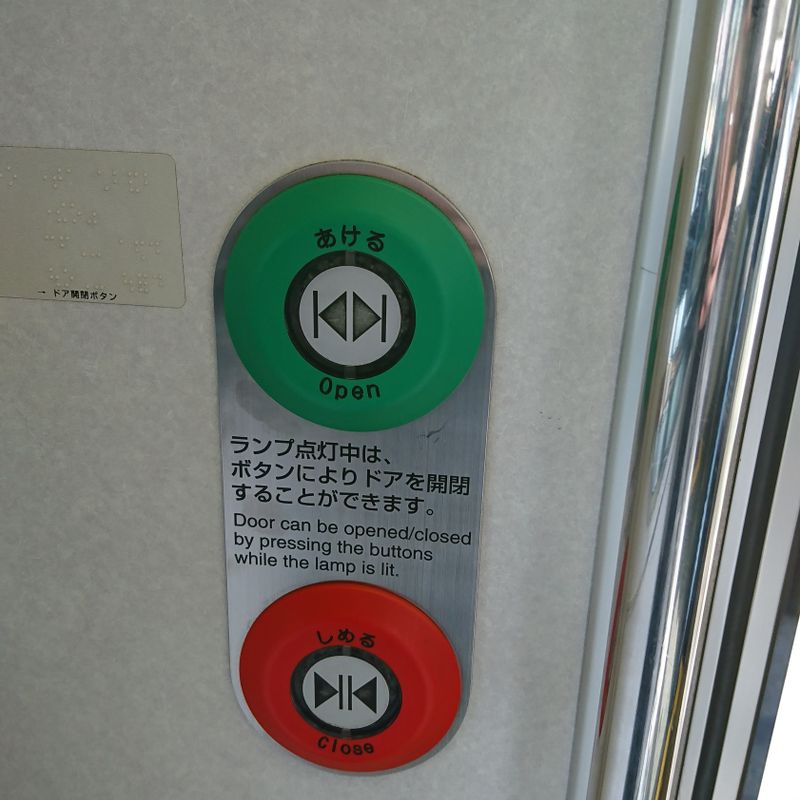 → ドア開閉ボタン
あける
Open
ランプ点灯中は、
ボタンによりドアを開閉
することができます。
Door can be opened/closed
by pressing the buttons
while the lamp is lit.
しめる
Close